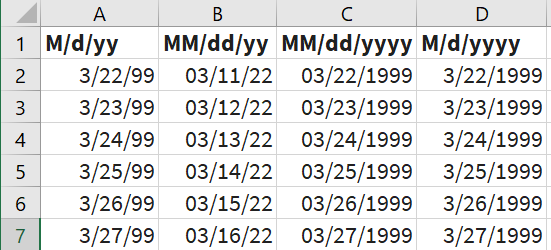 A B C D
1 M/d/yy MM/dd/yy MM/dd/yyyy M/d/yyyy
2 3/22/99 03/11/22 03/22/1999 3/22/1999
3 3/23/99 03/12/22 03/23/1999 3/23/1999
4 3/24/99 03/13/22 03/24/1999 3/24/1999
5 3/25/99 03/14/22 03/25/1999 3/25/1999
6 3/26/99 03/15/22 03/26/1999 3/26/1999
7 3/27/99 03/16/22 03/27/1999 3/27/1999